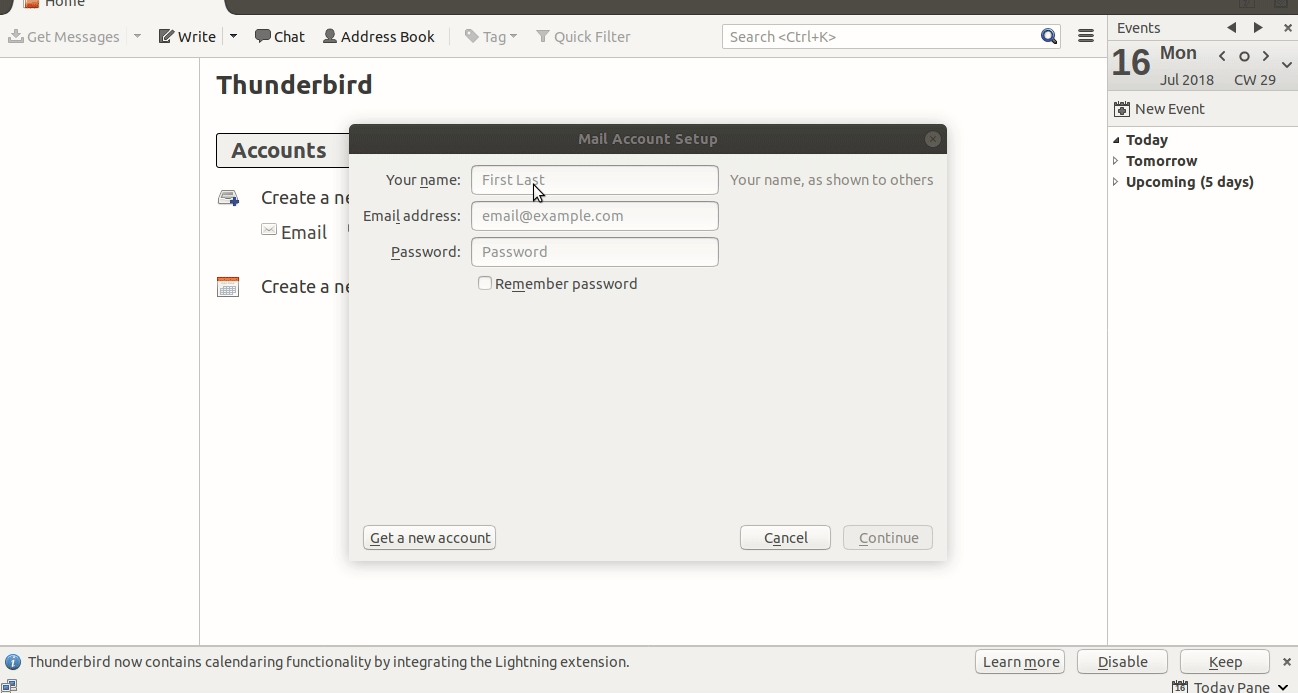 Home
Get Messages Write Chat Address Book Tag Quick Filter Search <Ctrl+K>
Events
16 Mon
Jul 2018 CW 29
New Event
Today
Tomorrow
Upcoming (5 days)
Thunderbird
Accounts
Create a ne
Email
Create a ne
Mail Account Setup
Your name: First Last Your name, as shown to others
Email address: email@example.com
Password: Password
Remember password
Get a new account Cancel Continue
Thunderbird now contains calendaring functionality by integrating the Lightning extension. Learn more Disable Keep
16 Today Pane